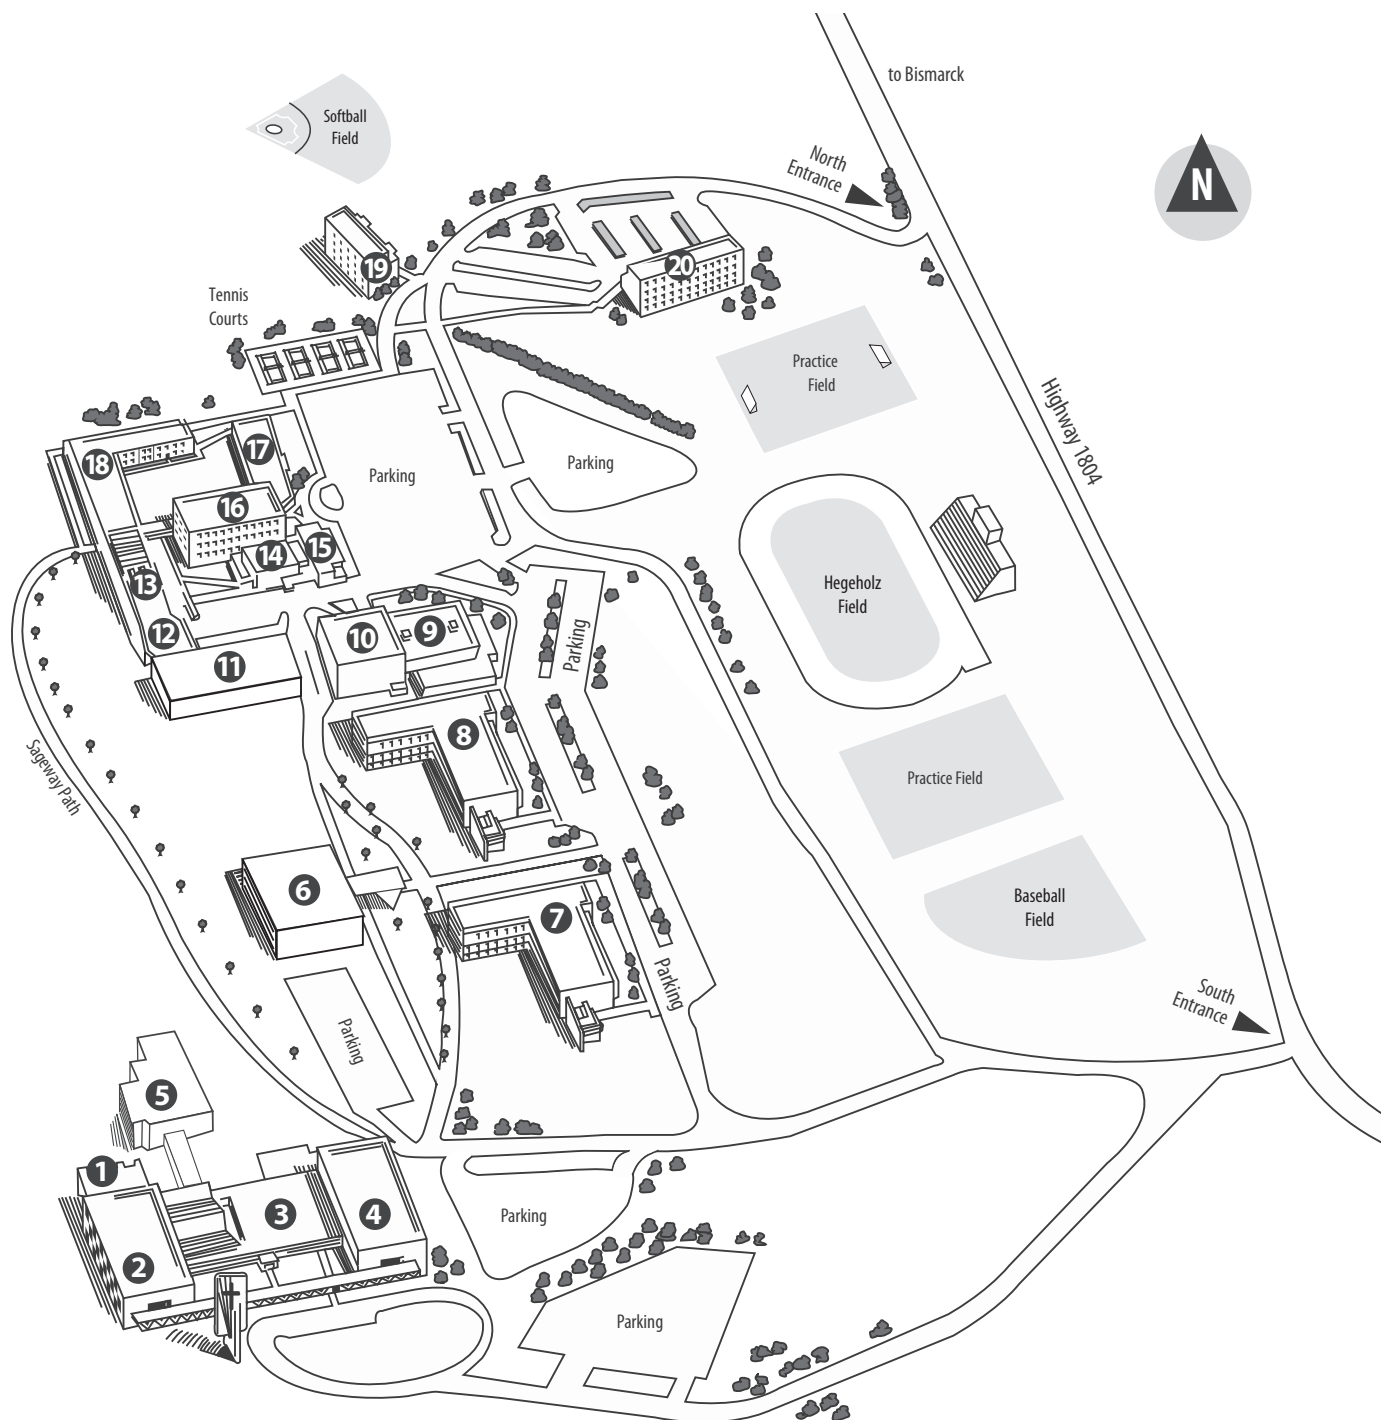 to Bismarck
Softball
Field
North
Entrance
N
19
20
Tennis
Courts
Practice
Field
Highway 1804
Parking
Parking
17
18
16
15
14
13
Hegeholz
Field
12
11
10
9
Parking
8
Practice Field
Sageway Path
6
7
Baseball
Field
Parking
South
Entrance
Parking
5
1
2
3
4
Parking
Parking